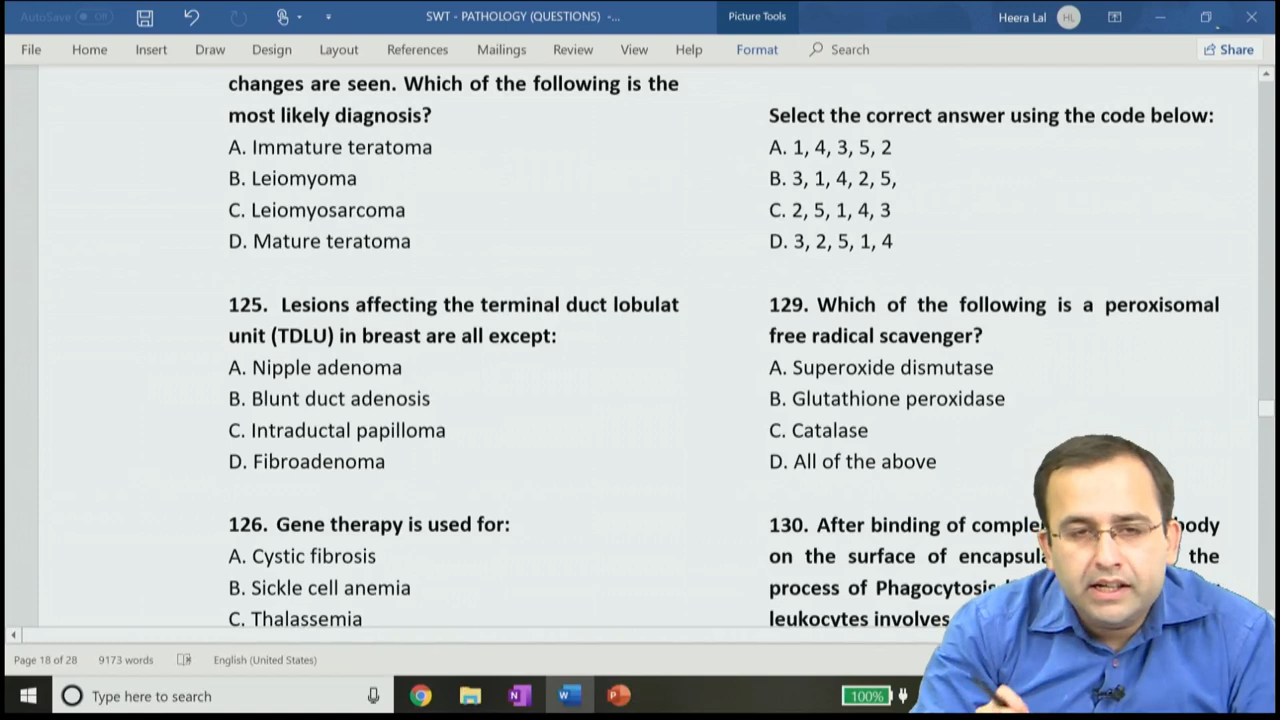 AutoSave Off
SWT - PATHOLOGY (QUESTIONS) -...
Picture Tools
Heera Lal
HL
File Home Insert Draw Design Layout References Mailings Review View Help Format Search Share
changes are seen. Which of the following is the
most likely diagnosis?
A. Immature teratoma
B. Leiomyoma
C. Leiomyosarcoma
D. Mature teratoma
125. Lesions affecting the terminal duct lobulat
unit (TDLU) in breast are all except:
A. Nipple adenoma
B. Blunt duct adenosis
C. Intraductal papilloma
D. Fibroadenoma
126. Gene therapy is used for:
A. Cystic fibrosis
B. Sickle cell anemia
C. Thalassemia
Select the correct answer using the code below:
A. 1, 4, 3, 5, 2
B. 3, 1, 4, 2, 5,
C. 2, 5, 1, 4, 3
D. 3, 2, 5, 1, 4
129. Which of the following is a peroxisomal
free radical scavenger?
A. Superoxide dismutase
B. Glutathione peroxidase
C. Catalase
D. All of the above
130. After binding of comple body
on the surface of encapsula the
process of Phagocytosis
leukocytes involves
Page 18 of 28 9173 words English (United States)
Type here to search
100%